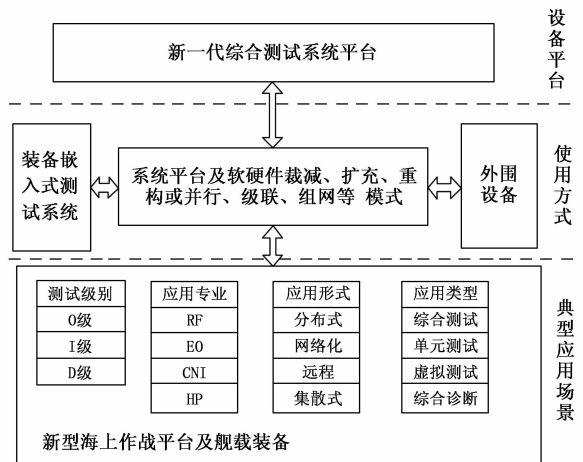 新一代综合测试系统平台
设备平台
装备嵌
入式测
试系统
系统平台及软硬件裁减、扩充、重
构或并行、级联、组网等 模式
外围
设备
使用方式
测试级别
O级
I级
D级
应用专业
RF
EO
CNI
HP
应用形式
分布式
网络化
远程
集散式
应用类型
综合测试
单元测试
虚拟测试
综合诊断
新型海上作战平台及舰载装备
典型应用场景